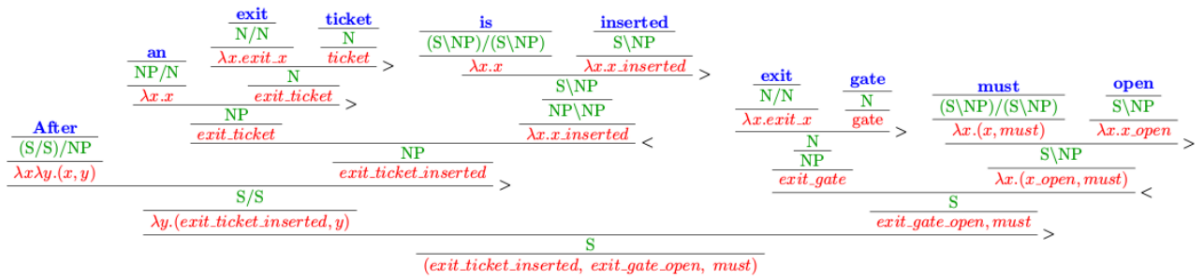 exit ticket is inserted
N/N N (S\NP)/(S\NP) S\NP
an λx.exit_x ticket > λx.x λx.x_inserted >
NP/N N S\NP
λx.x exit_ticket > NP\NP
NP λx.x_inserted <
exit_ticket
exit gate must open
N/N N (S\NP)/(S\NP) S\NP
λx.exit_x gate > λx.(x, must) λx.x_open >
N S\NP
NP λx.(x_open, must) <
exit_gate
After
(S/S)/NP NP
λxλy.(x, y) exit_ticket_inserted >
S/S S
λy.(exit_ticket_inserted, y) exit_gate_open, must >
S
(exit_ticket_inserted, exit_gate_open, must)